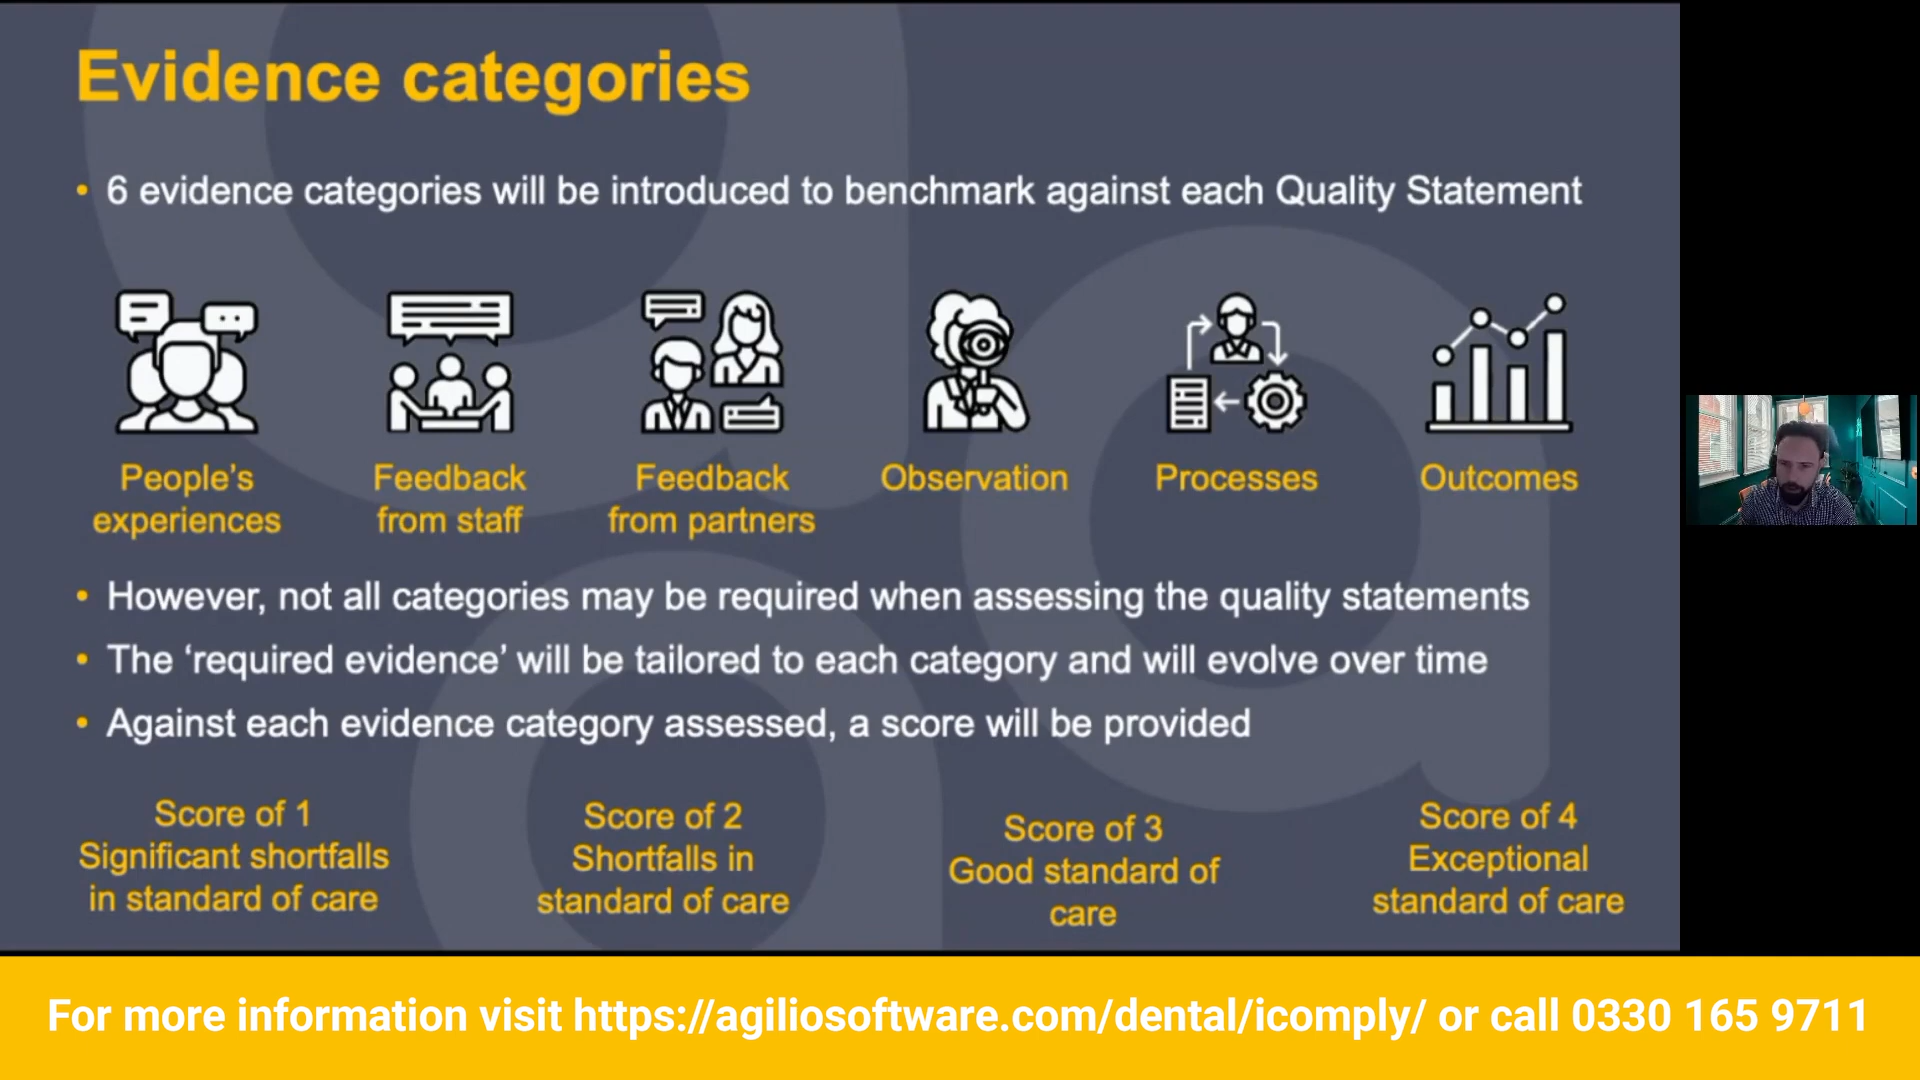 Evidence categories
• 6 evidence categories will be introduced to benchmark against each Quality Statement
People’s
experiences
Feedback
from staff
Feedback
from partners
Observation
Processes
Outcomes
• However, not all categories may be required when assessing the quality statements
• The ‘required evidence’ will be tailored to each category and will evolve over time
• Against each evidence category assessed, a score will be provided
Score of 1
Significant shortfalls
in standard of care
Score of 2
Shortfalls in
standard of care
Score of 3
Good standard of
care
Score of 4
Exceptional
standard of care
For more information visit https://agiliosoftware.com/dental/icomply/ or call 0330 165 9711